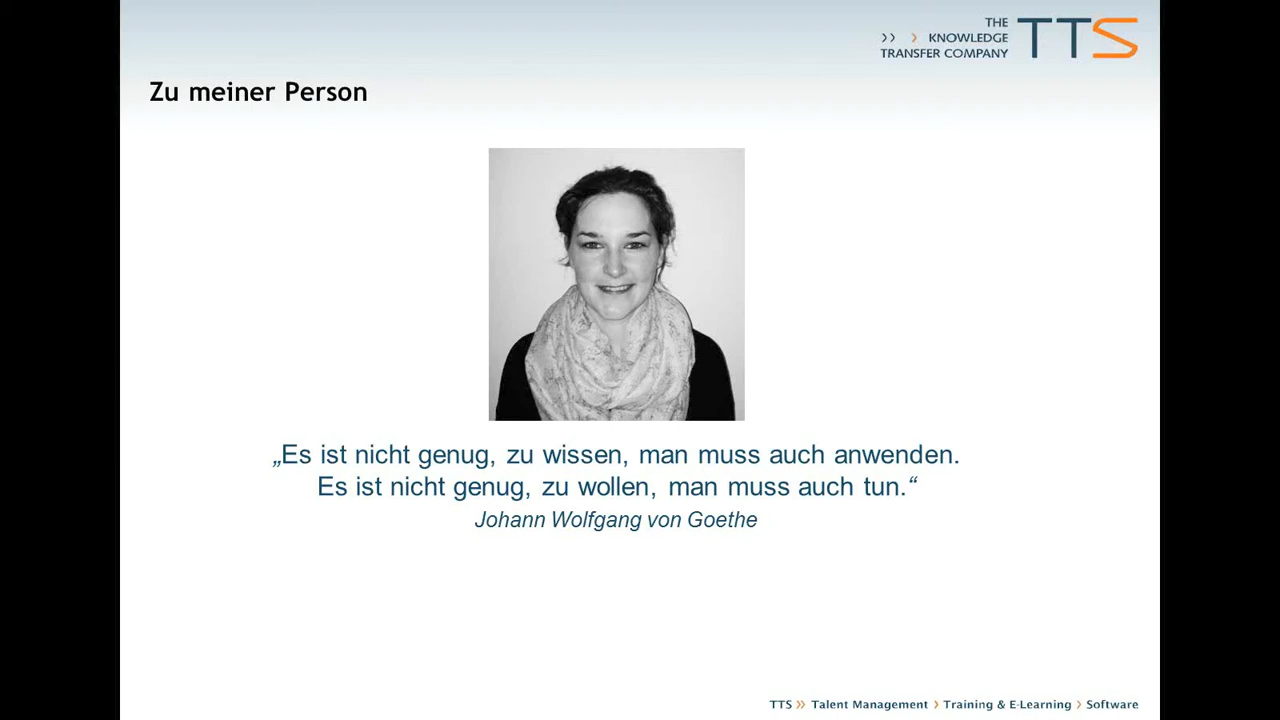 THE
›› › KNOWLEDGE
TRANSFER COMPANY
TTS
Zu meiner Person
„Es ist nicht genug, zu wissen, man muss auch anwenden.
Es ist nicht genug, zu wollen, man muss auch tun.“
Johann Wolfgang von Goethe
TTS ›› Talent Management › Training & E-Learning › Software